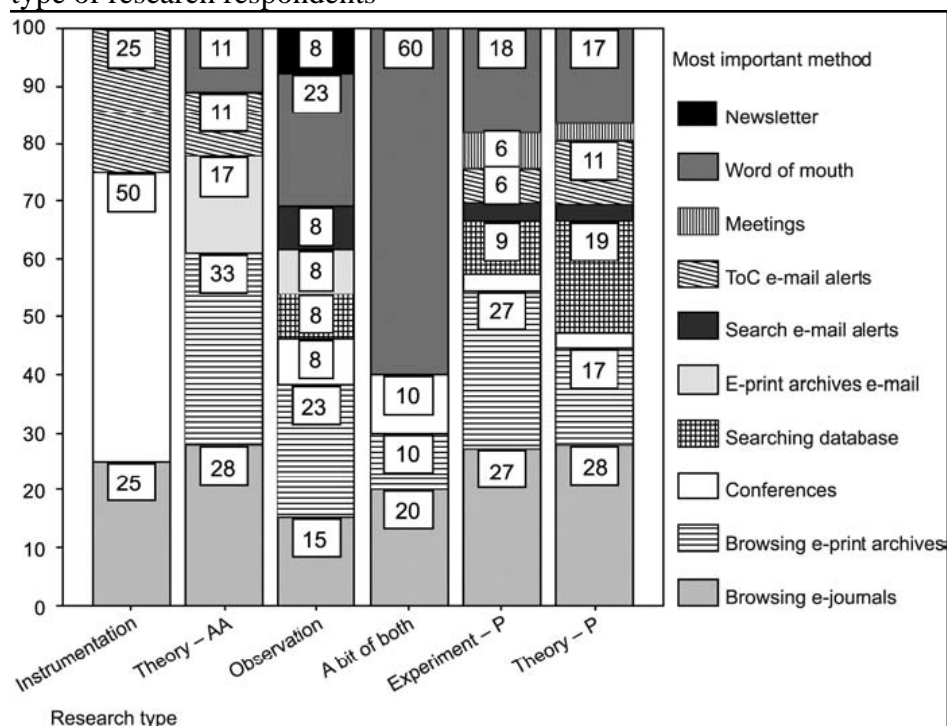 type of research respondents
100
90
80
70
60
50
40
30
20
10
0
25
50
25
11
11
17
33
28
8
23
8
8
8
8
23
15
60
10
10
20
18
6
6
9
27
27
17
11
19
17
28
Most important method
Newsletter
Word of mouth
Meetings
ToC e-mail alerts
Search e-mail alerts
E-print archives e-mail
Searching database
Conferences
Browsing e-print archives
Browsing e-journals
Instrumentation
Theory – AA
Observation
A bit of both
Experiment – P
Theory – P
Research type